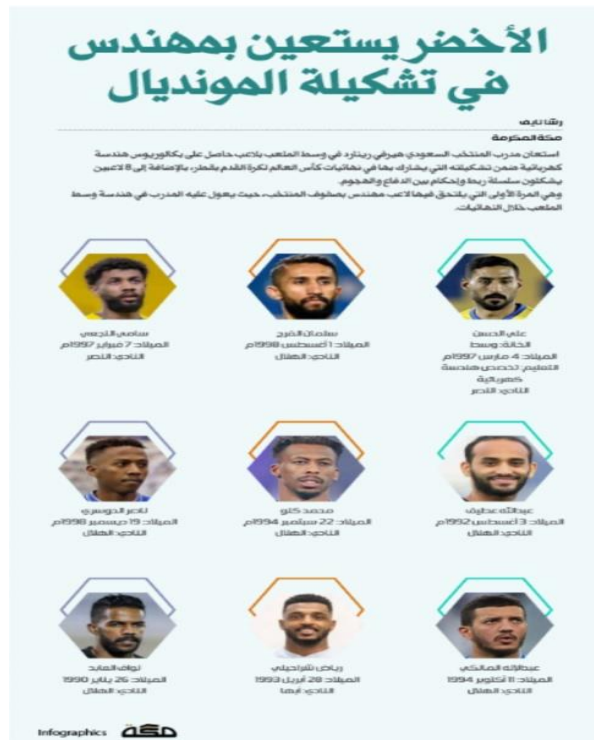 الأخضر يستعين بمهندس
في تشكيلة المونديال
رشا نايف
مكة المكرمة
استعان مدرب المنتخب السعودي هيرفي رينارد في وسط الملعب بلاعب حاصل على بكالوريوس هندسة
كهربائية ضمن تشكيلته التي يشارك بها في نهائيات كأس العالم لكرة القدم بقطر، بالإضافة إلى 8 لاعبين
يشكلون سلسلة ربط وإحكام بين الدفاع والهجوم.
وهي المرة الأولى التي يلتحق فيها لاعب مهندس بصفوف المنتخب، حيث يعول عليه المدرب في هندسة وسط
الملعب خلال النهائيات.
علي الحسن
الخانة: وسط
الميلاد: 4 مارس 1997م
التعليم: تخصص هندسة
كهربائية
النادي: النصر
سلمان الفرج
الميلاد: 1 أغسطس 1998م
النادي: الهلال
سامي النجعي
الميلاد: 7 فبراير 1997م
النادي: النصر
عبدالله عطيف
الميلاد: 3 أغسطس 1992م
النادي: الهلال
محمد كنو
الميلاد: 22 سبتمبر 1994م
النادي: الهلال
ناصر الدوسري
الميلاد: 19 ديسمبر 1998م
النادي: الهلال
عبدالإله المالكي
الميلاد: 11 أكتوبر 1994
النادي: الهلال
رياض شراحيلي
الميلاد: 28 أبريل 1993
النادي: أبها
نواف العابد
الميلاد: 26 يناير 1990
النادي: الهلال
Infographics مكة